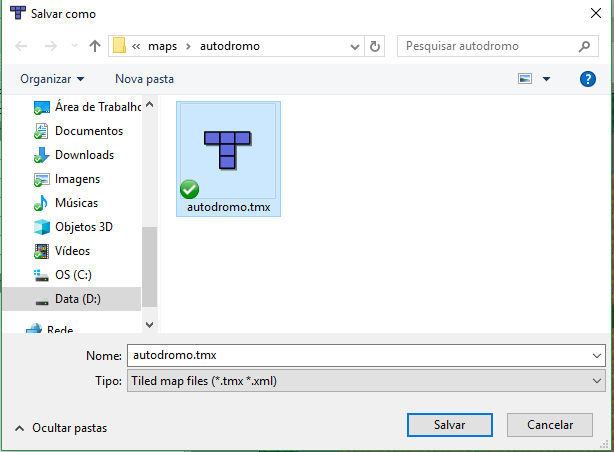 Salvar como
« maps › autodromo
Pesquisar autodromo
Organizar
Nova pasta
?
Área de Trabalho
Documentos
Downloads
Imagens
Músicas
Objetos 3D
Vídeos
OS (C:)
Data (D:)
Rede
autodromo.tmx
Nome: autodromo.tmx
Tipo: Tiled map files (*.tmx *.xml)
Ocultar pastas
Salvar
Cancelar